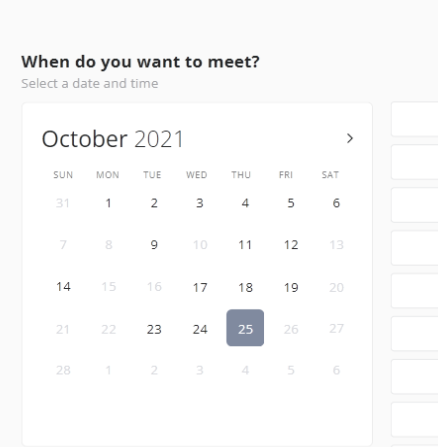 When do you want to meet?
Select a date and time
October 2021
SUN MON TUE WED THU FRI SAT
31 1 2 3 4 5 6
7 8 9 10 11 12 13
14 15 16 17 18 19 20
21 22 23 24 25 26 27
28 1 2 3 4 5 6